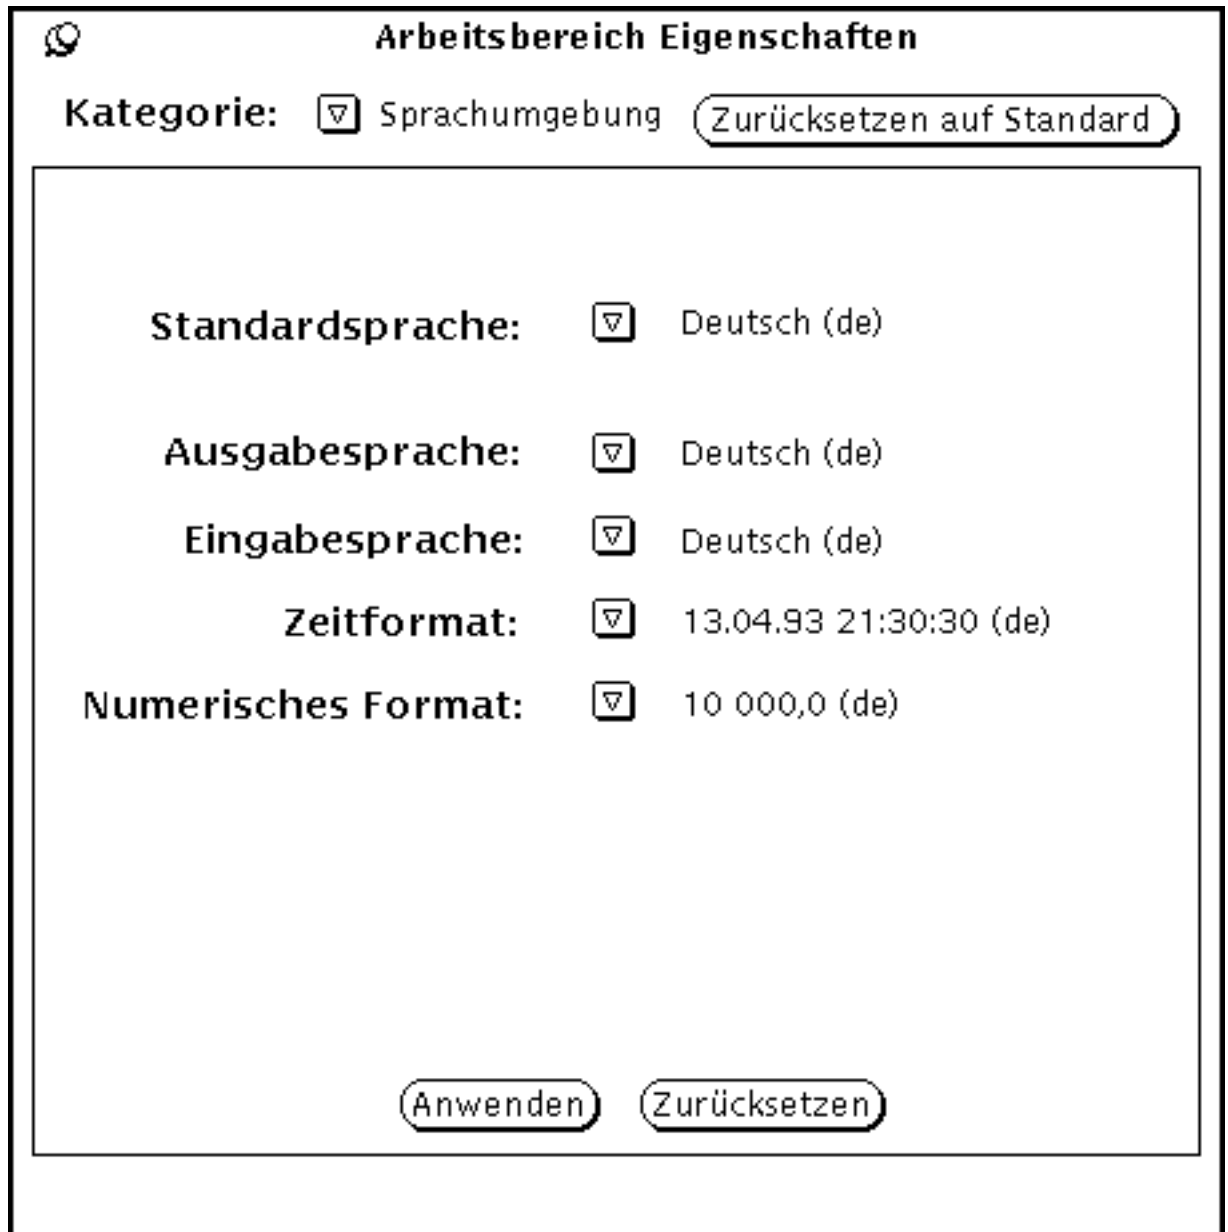 Arbeitsbereich Eigenschaften
Kategorie: Sprachumgebung Zurücksetzen auf Standard
Standardsprache: Deutsch (de)
Ausgabesprache: Deutsch (de)
Eingabesprache: Deutsch (de)
Zeitformat: 13.04.93 21:30:30 (de)
Numerisches Format: 10 000,0 (de)
Anwenden Zurücksetzen